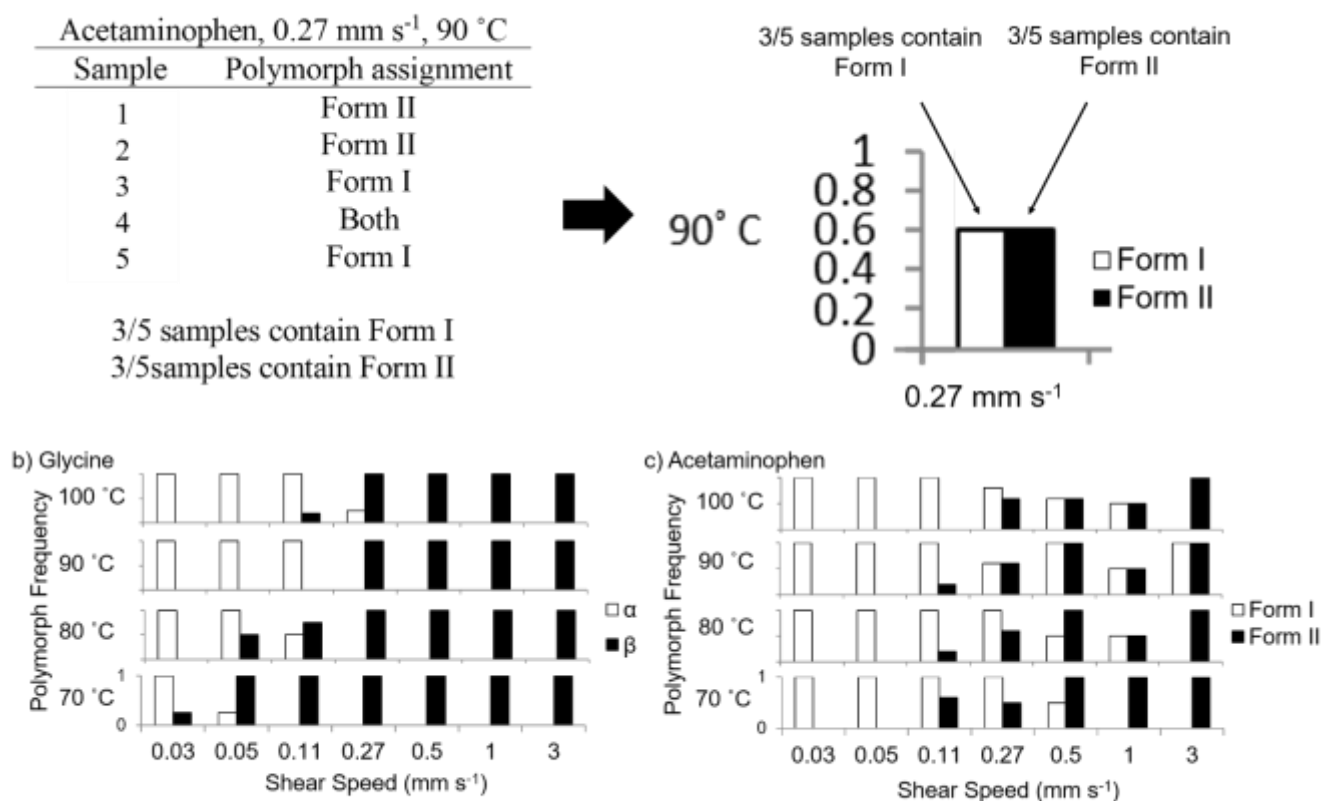 Acetaminophen, 0.27 mm s-1, 90 ˚C
Sample Polymorph assignment
1 Form II
2 Form II
3 Form I
4 Both
5 Form I
3/5 samples contain Form I
3/5samples contain Form II
3/5 samples contain
Form I
3/5 samples contain
Form II
90˚ C
1
0.8
0.6
0.4
0.2
0
Form I
Form II
0.27 mm s-1
b) Glycine
Polymorph Frequency
100 ˚C
90 ˚C
80 ˚C
70 ˚C
1
0
α
β
0.03 0.05 0.11 0.27 0.5 1 3
Shear Speed (mm s-1)
c) Acetaminophen
Polymorph Frequency
100 ˚C
90 ˚C
80 ˚C
70 ˚C
1
0
Form I
Form II
0.03 0.05 0.11 0.27 0.5 1 3
Shear Speed (mm s-1)